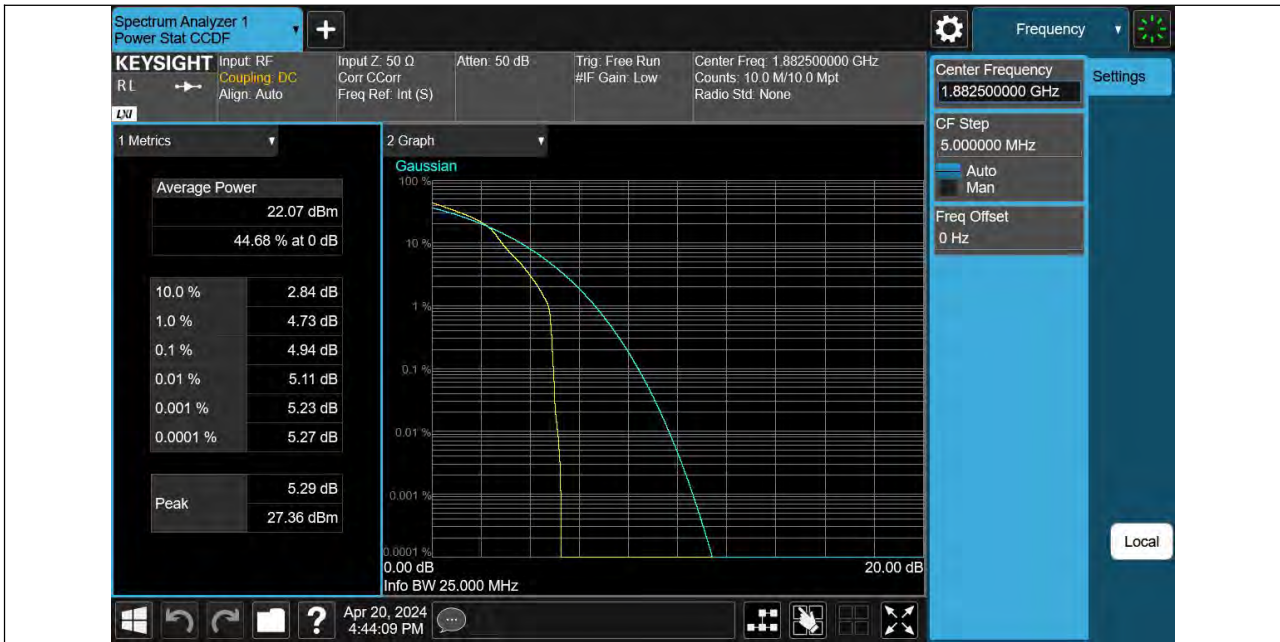 Spectrum Analyzer 1
Power Stat CCDF
+
Frequency
KEYSIGHT
RL
LXI
Input: RF
Coupling: DC
Align: Auto
Input Z: 50 Ω
Corr CCorr
Freq Ref: Int (S)
Atten: 50 dB
Trig: Free Run
#IF Gain: Low
Center Freq: 1.882500000 GHz
Counts: 10.0 M/10.0 Mpt
Radio Std: None
Center Frequency
1.882500000 GHz
Settings
CF Step
5.000000 MHz
Auto
Man
Freq Offset
0 Hz
1 Metrics
Average Power
22.07 dBm
44.68 % at 0 dB
10.0 % 2.84 dB
1.0 % 4.73 dB
0.1 % 4.94 dB
0.01 % 5.11 dB
0.001 % 5.23 dB
0.0001 % 5.27 dB
Peak
5.29 dB
27.36 dBm
2 Graph
Gaussian
100 %
10 %
1 %
0.1 %
0.01 %
0.001 %
0.0001 %
0.00 dB 20.00 dB
Info BW 25.000 MHz
Local
?
Apr 20, 2024
4:44:09 PM